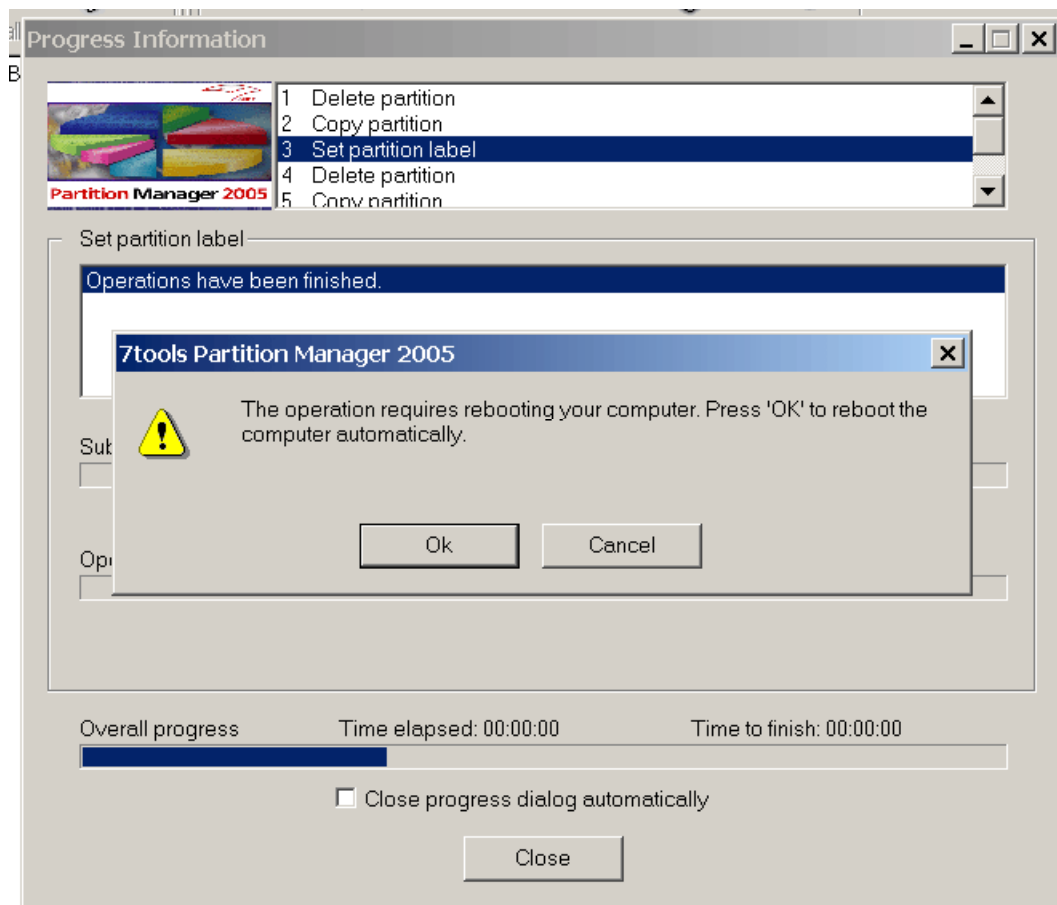 all
Progress Information
B
1 Delete partition
2 Copy partition
3 Set partition label
4 Delete partition
5 Copy partition
Partition Manager 2005
Set partition label
Operations have been finished.
7tools Partition Manager 2005
The operation requires rebooting your computer. Press 'OK' to reboot the
computer automatically.
Sub
Ok Cancel
Ope
Overall progress Time elapsed: 00:00:00 Time to finish: 00:00:00
Close progress dialog automatically
Close